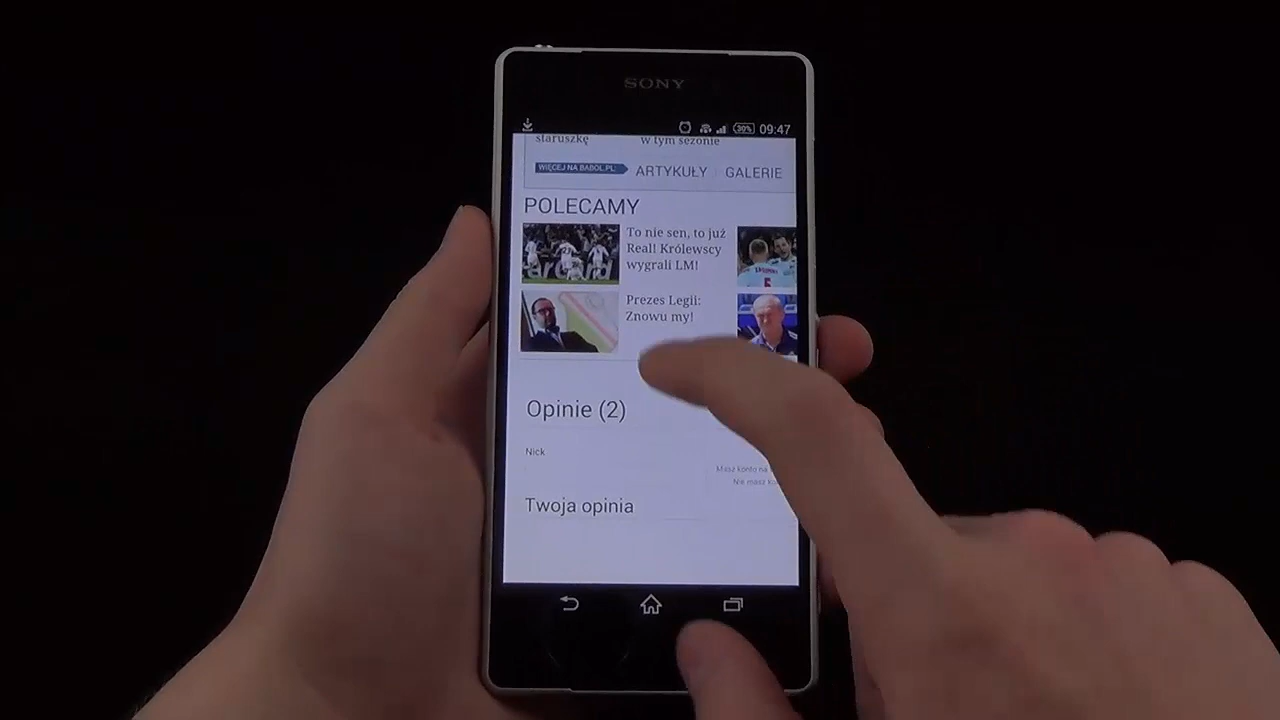 SONY
30% 09:47
staruszkę
w tym sezonie
WIĘCEJ NA BABOL.PL:
ARTYKUŁY
GALERIE
POLECAMY
To nie sen, to już
Real! Królewscy
wygrali LM!
Prezes Legii:
Znowu my!
Opinie (2)
Nick
Masz konto na
Nie masz
Twoja opinia